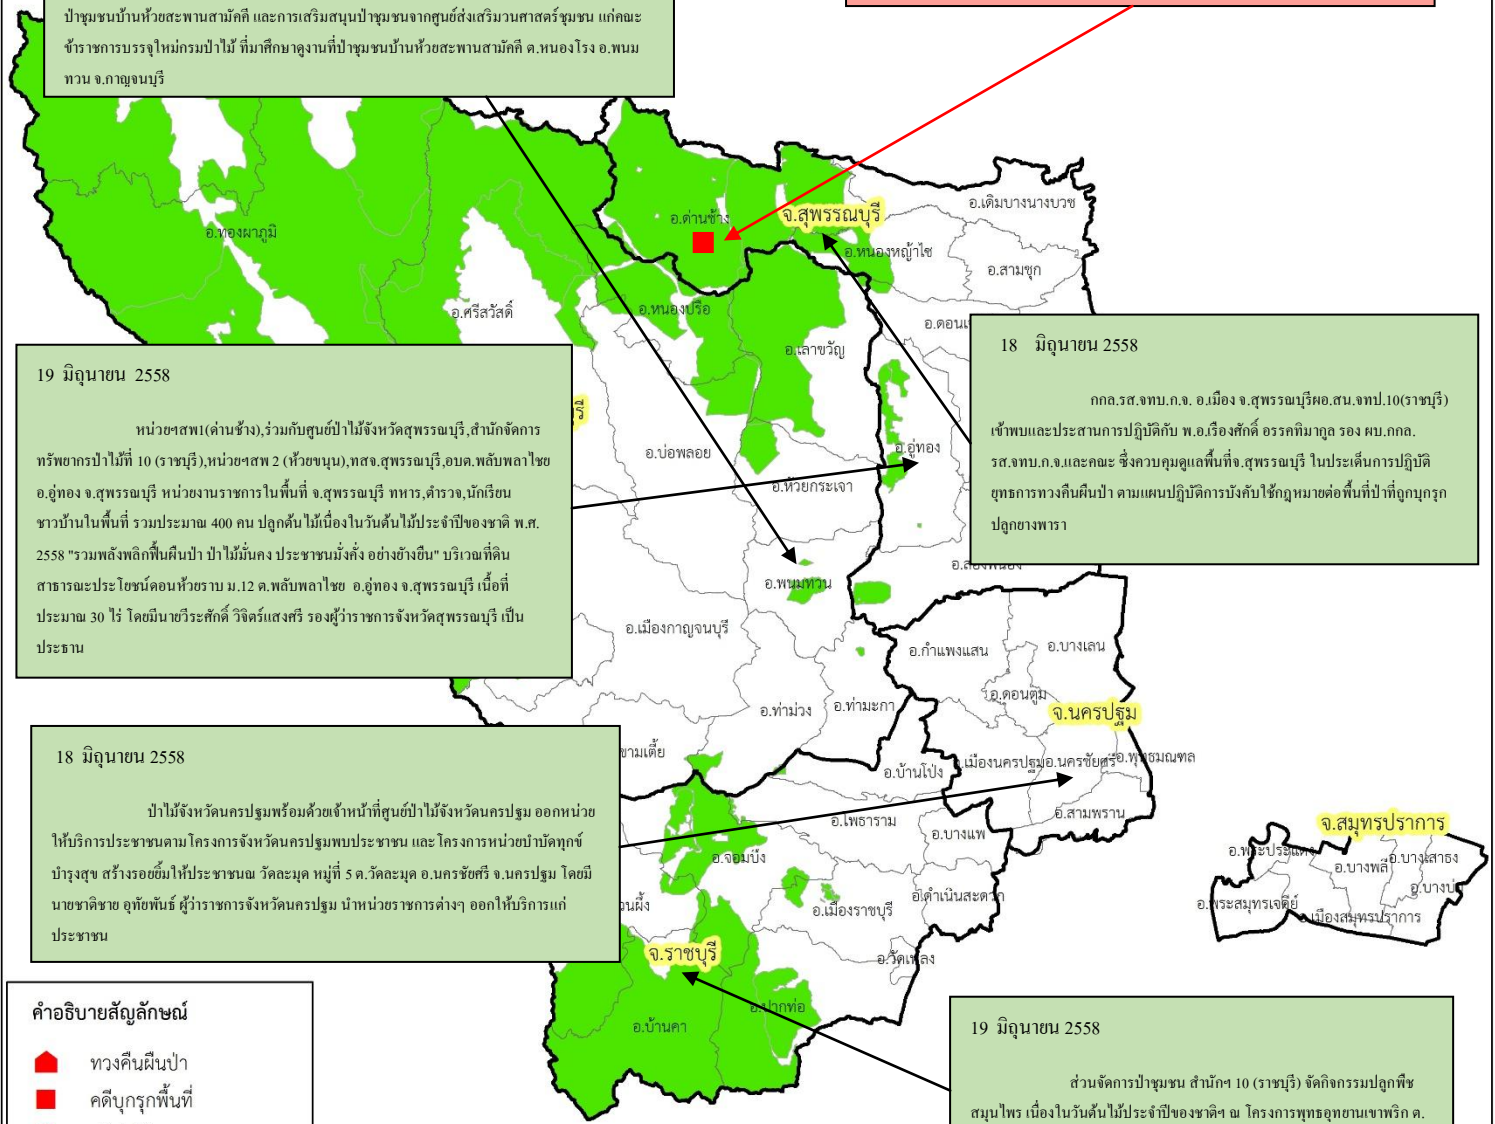 ป่าชุมชนบ้านห้วยสะพานสามัคคี และการเสริมสนุนป่าชุมชนจากศูนย์ส่งเสริมวนศาสตร์ชุมชน แก่คณะ
ข้าราชการบรรจุใหม่กรมป่าไม้ ที่มาศึกษาดูงานที่ป่าชุมชนบ้านห้วยสะพานสามัคคี ต.หนองโรง อ.พนม
ทวน จ.กาญจนบุรี
อ.เดิมบางนางบวช
อ.ด่านช้าง
จ.สุพรรณบุรี
อ.ทองผาภูมิ
อ.หนองหญ้าไซ
อ.สามชุก
อ.ศรีสวัสดิ์
อ.หนองปรือ
อ.ดอนเ
อ.เลาขวัญ
18 มิถุนายน 2558
กกล.รส.จทบ.ก.จ. อ.เมือง จ.สุพรรณบุรีผอ.สน.จทป.10(ราชบุรี)
เข้าพบและประสานการปฏิบัติกับ พ.อ.เรืองศักดิ์ อรรคทิมากูล รอง ผบ.กกล.
รส.จทบ.ก.จ.และคณะ ซึ่งควบคุมดูแลพื้นที่จ.สุพรรณบุรี ในประเด็นการปฏิบัติ
ยุทธการทวงคืนผืนป่า ตามแผนปฏิบัติการบังคับใช้กฎหมายต่อพื้นที่ป่าที่ถูกบุกรุก
ปลูกยางพารา
19 มิถุนายน 2558
หน่วยฯสพ1(ด่านช้าง),ร่วมกับศูนย์ป่าไม้จังหวัดสุพรรณบุรี,สำนักจัดการ
ทรัพยากรป่าไม้ที่ 10 (ราชบุรี),หน่วยฯสพ 2 (ห้วยขนุน),ทสจ.สุพรรณบุรี,อบต.พลับพลาไชย
อ.อู่ทอง จ.สุพรรณบุรี หน่วยงานราชการในพื้นที่ จ.สุพรรณบุรี ทหาร,ตำรวจ,นักเรียน
ชาวบ้านในพื้นที่ รวมประมาณ 400 คน ปลูกต้นไม้เนื่องในวันต้นไม้ประจำปีของชาติ พ.ศ.
2558 "รวมพลังพลิกฟื้นผืนป่า ป่าไม้มั่นคง ประชาชนมั่งคั่ง อย่างยั่งยืน" บริเวณที่ดิน
สาธารณะประโยชน์ดอนห้วยราบ ม.12 ต.พลับพลาไชย อ.อู่ทอง จ.สุพรรณบุรี เนื้อที่
ประมาณ 30 ไร่ โดยมีนายวีระศักดิ์ วิจิตร์แสงศรี รองผู้ว่าราชการจังหวัดสุพรรณบุรี เป็น
ประธาน
อ.บ่อพลอย
อ.อู่ทอง
อ.ห้วยกระเจา
อ.สองพี่น้อง
อ.พนมทวน
อ.เมืองกาญจนบุรี
อ.กำแพงแสน
อ.บางเลน
อ.ดอนตูม
อ.ท่าม่วง
อ.ท่ามะกา
จ.นครปฐม
ขามเตี้ย
อ.บ้านโป่ง
อ.เมืองนครปฐม
อ.นครชัยศรี
อ.พุทธมณฑล
18 มิถุนายน 2558
ป่าไม้จังหวัดนครปฐมพร้อมด้วยเจ้าหน้าที่ศูนย์ป่าไม้จังหวัดนครปฐม ออกหน่วย
ให้บริการประชาชนตามโครงการจังหวัดนครปฐมพบประชาชน และโครงการหน่วยบำบัดทุกข์
บำรุงสุข สร้างรอยยิ้มให้ประชาชนณ วัดละมุด หมู่ที่ 5 ต.วัดละมุด อ.นครชัยศรี จ.นครปฐม โดยมี
นายชาติชาย อุทัยพันธ์ ผู้ว่าราชการจังหวัดนครปฐม นำหน่วยราชการต่างๆ ออกให้บริการแก่
ประชาชน
อ.สามพราน
อ.โพธาราม
อ.บางแพ
อ.จอมบึง
จ.สมุทรปราการ
อ.พระประแดง
อ.บางพลี
อ.บางเสาธง
อ.บางบ่
อ.พระสมุทรเจดีย์
อ.เมืองสมุทรปราการ
วนผึ้ง
อ.เมืองราชบุรี
อ.ดำเนินสะดวก
จ.ราชบุรี
อ.วัดเพลง
อ.ปากท่อ
อ.บ้านคา
คำอธิบายสัญลักษณ์
ทวงคืนผืนป่า
คดีบุกรุกพื้นที่
19 มิถุนายน 2558
ส่วนจัดการป่าชุมชน สำนักฯ 10 (ราชบุรี) จัดกิจกรรมปลูกพืช
สมุนไพร เนื่องในวันต้นไม้ประจำปีของชาติฯ ณ โครงการพุทธอุทยานเขาพริก ต.